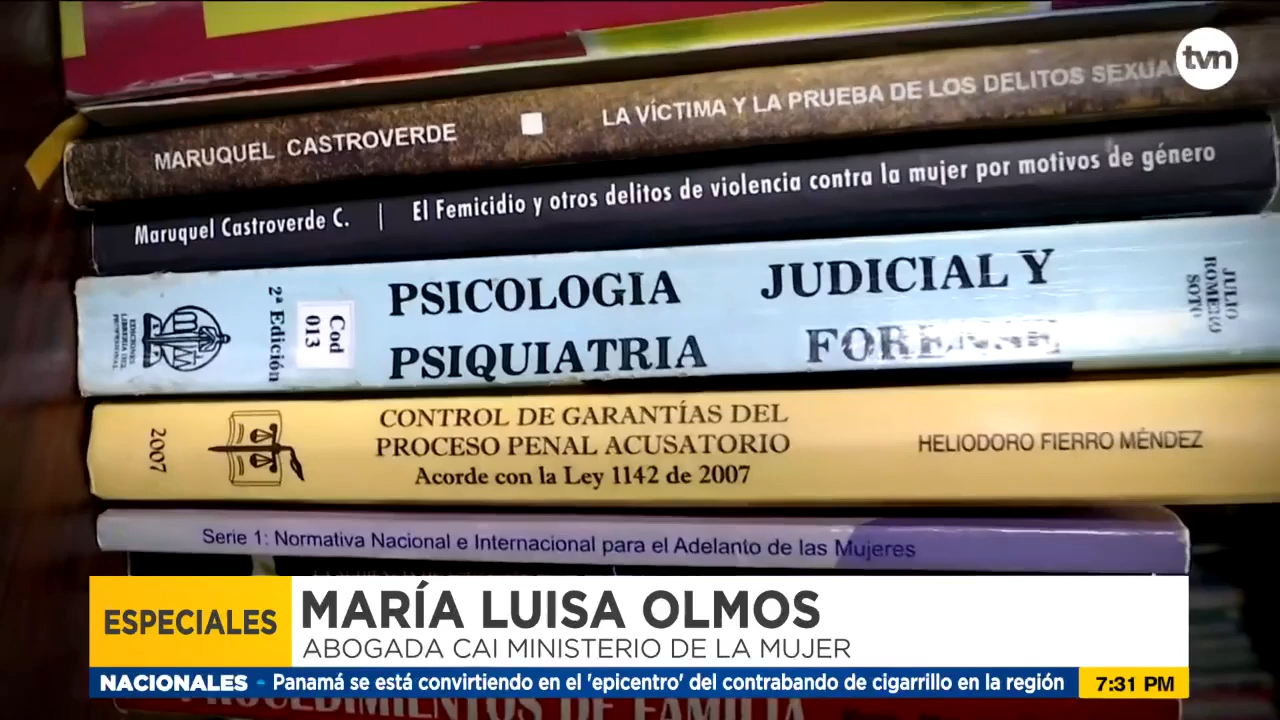 tvn
MARUQUEL CASTROVERDE
LA VÍCTIMA Y LA PRUEBA DE LOS DELITOS
Maruquel Castroverde C. | El Femicidio y otros delitos de violencia contra la mujer por motivos de género
2ª Edición
Cod
013
PSICOLOGIA JUDICIAL Y
PSIQUIATRIA FORENSE
JULIO
ROMERO
SOTO
2007
CONTROL DE GARANTÍAS DEL
PROCESO PENAL ACUSATORIO
Acorde con la Ley 1142 de 2007
HELIODORO FIERRO MÉNDEZ
Serie 1: Normativa Nacional e Internacional para el Adelanto de las Mujeres
ESPECIALES
MARÍA LUISA OLMOS
ABOGADA CAI MINISTERIO DE LA MUJER
NACIONALES - Panamá se está convirtiendo en el 'epicentro' del contrabando de cigarrillo en la región
7:31 PM
PROCEDIMIENTOS DE FAMILIA